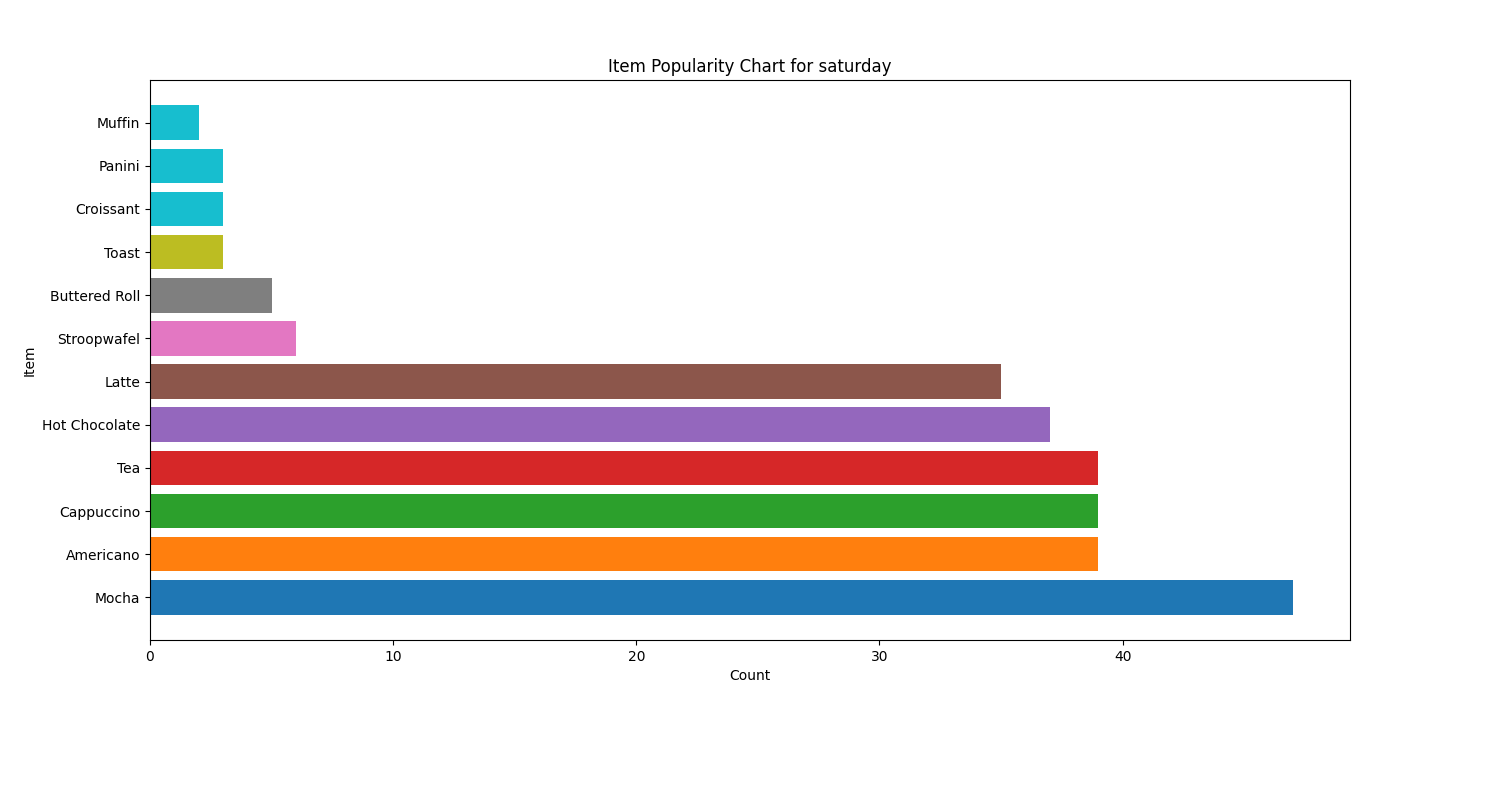 Item Popularity Chart for saturday
Muffin
Panini
Croissant
Toast
Buttered Roll
Stroopwafel
Latte
Hot Chocolate
Tea
Cappuccino
Americano
Mocha
Item
0 10 20 30 40
Count